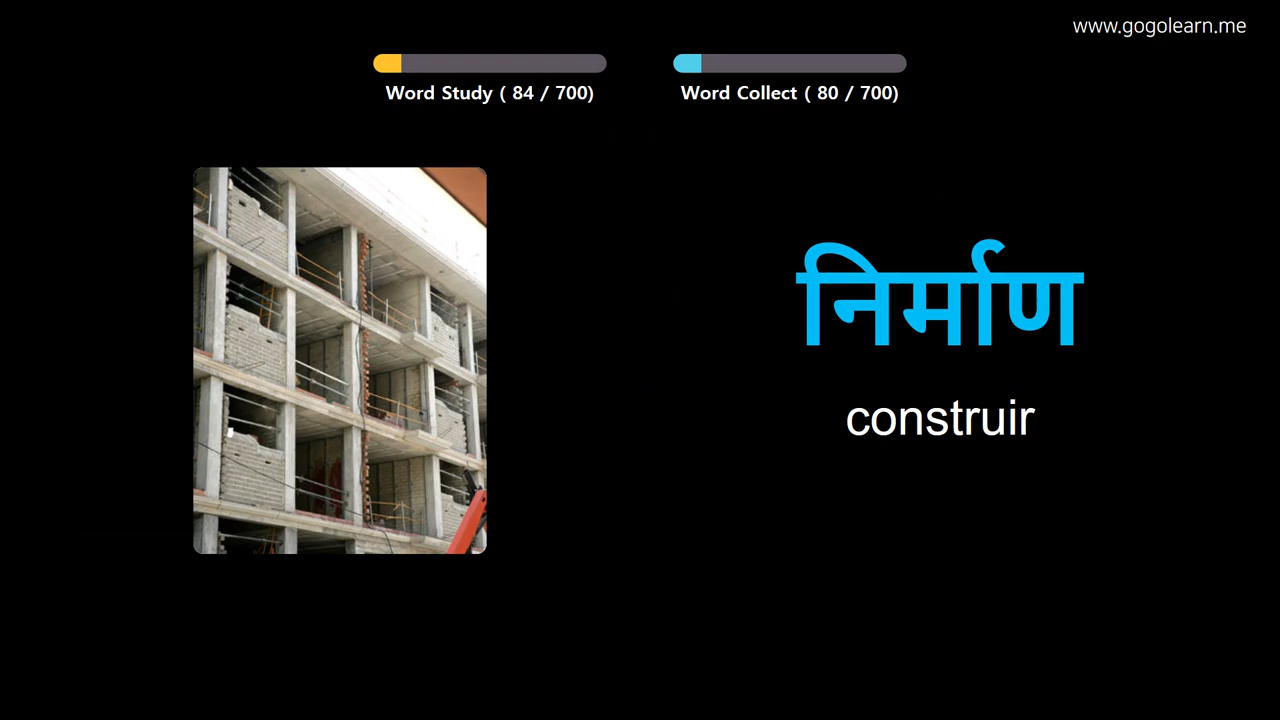 www.gogolearn.me
Word Study ( 84 / 700)
Word Collect ( 80 / 700)
निर्माण
construir